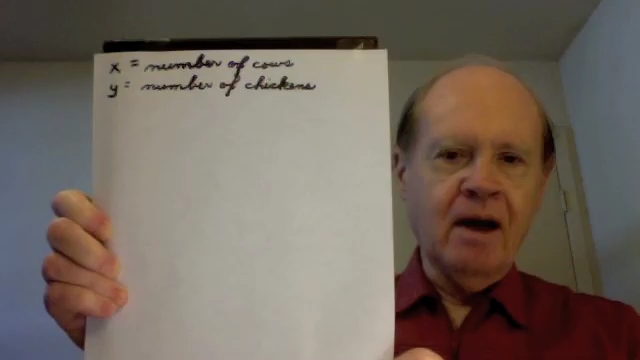 x = number of cows
y = number of chickens